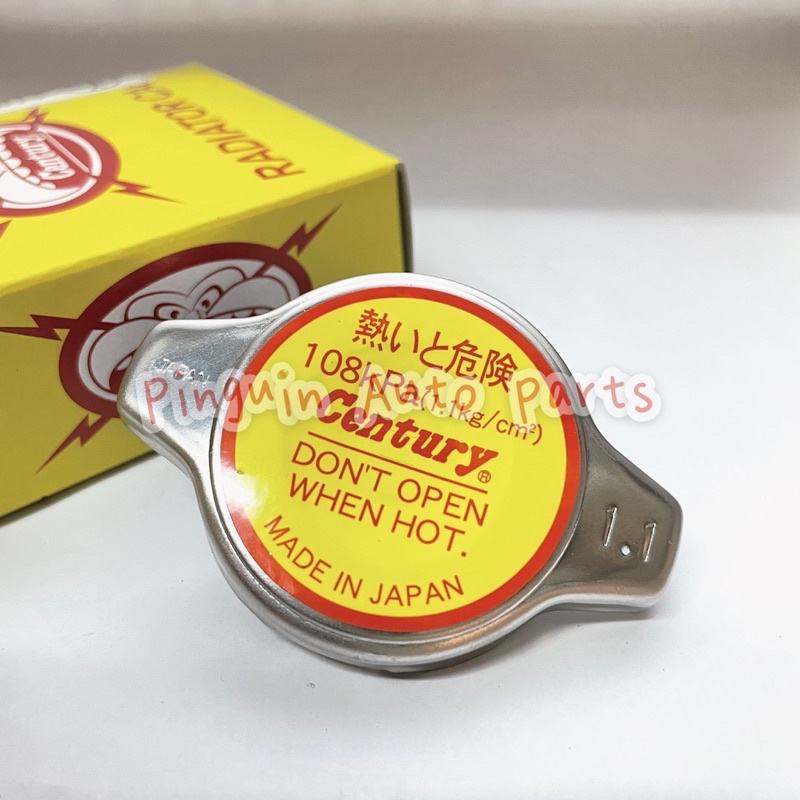 RADIATOR CA
Century
熱いと危険
108kPa(1.1kg/cm²)
Century®
DON'T OPEN
WHEN HOT.
MADE IN JAPAN
1.1
Pinguin Auto Parts